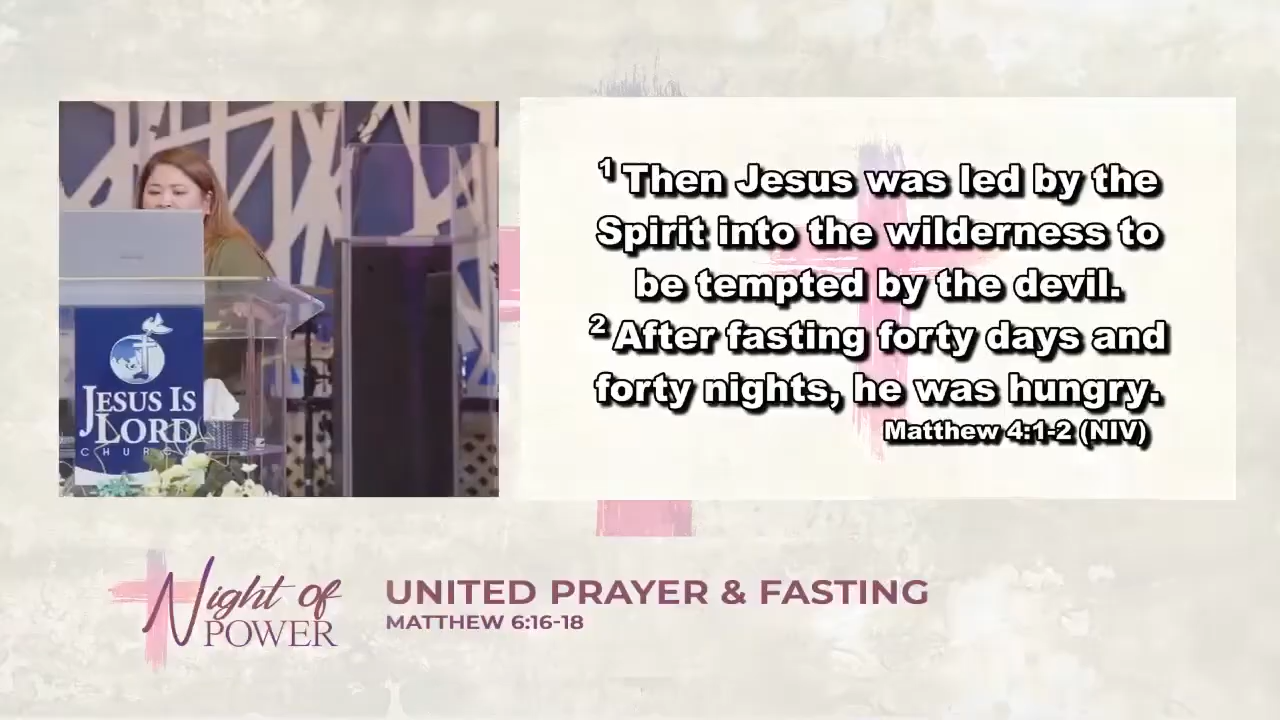 1 Then Jesus was led by the
Spirit into the wilderness to
be tempted by the devil.
2 After fasting forty days and
forty nights, he was hungry.
Matthew 4:1-2 (NIV)
JESUS IS
LORD
CHURCH
Night of
POWER
UNITED PRAYER & FASTING
MATTHEW 6:16-18